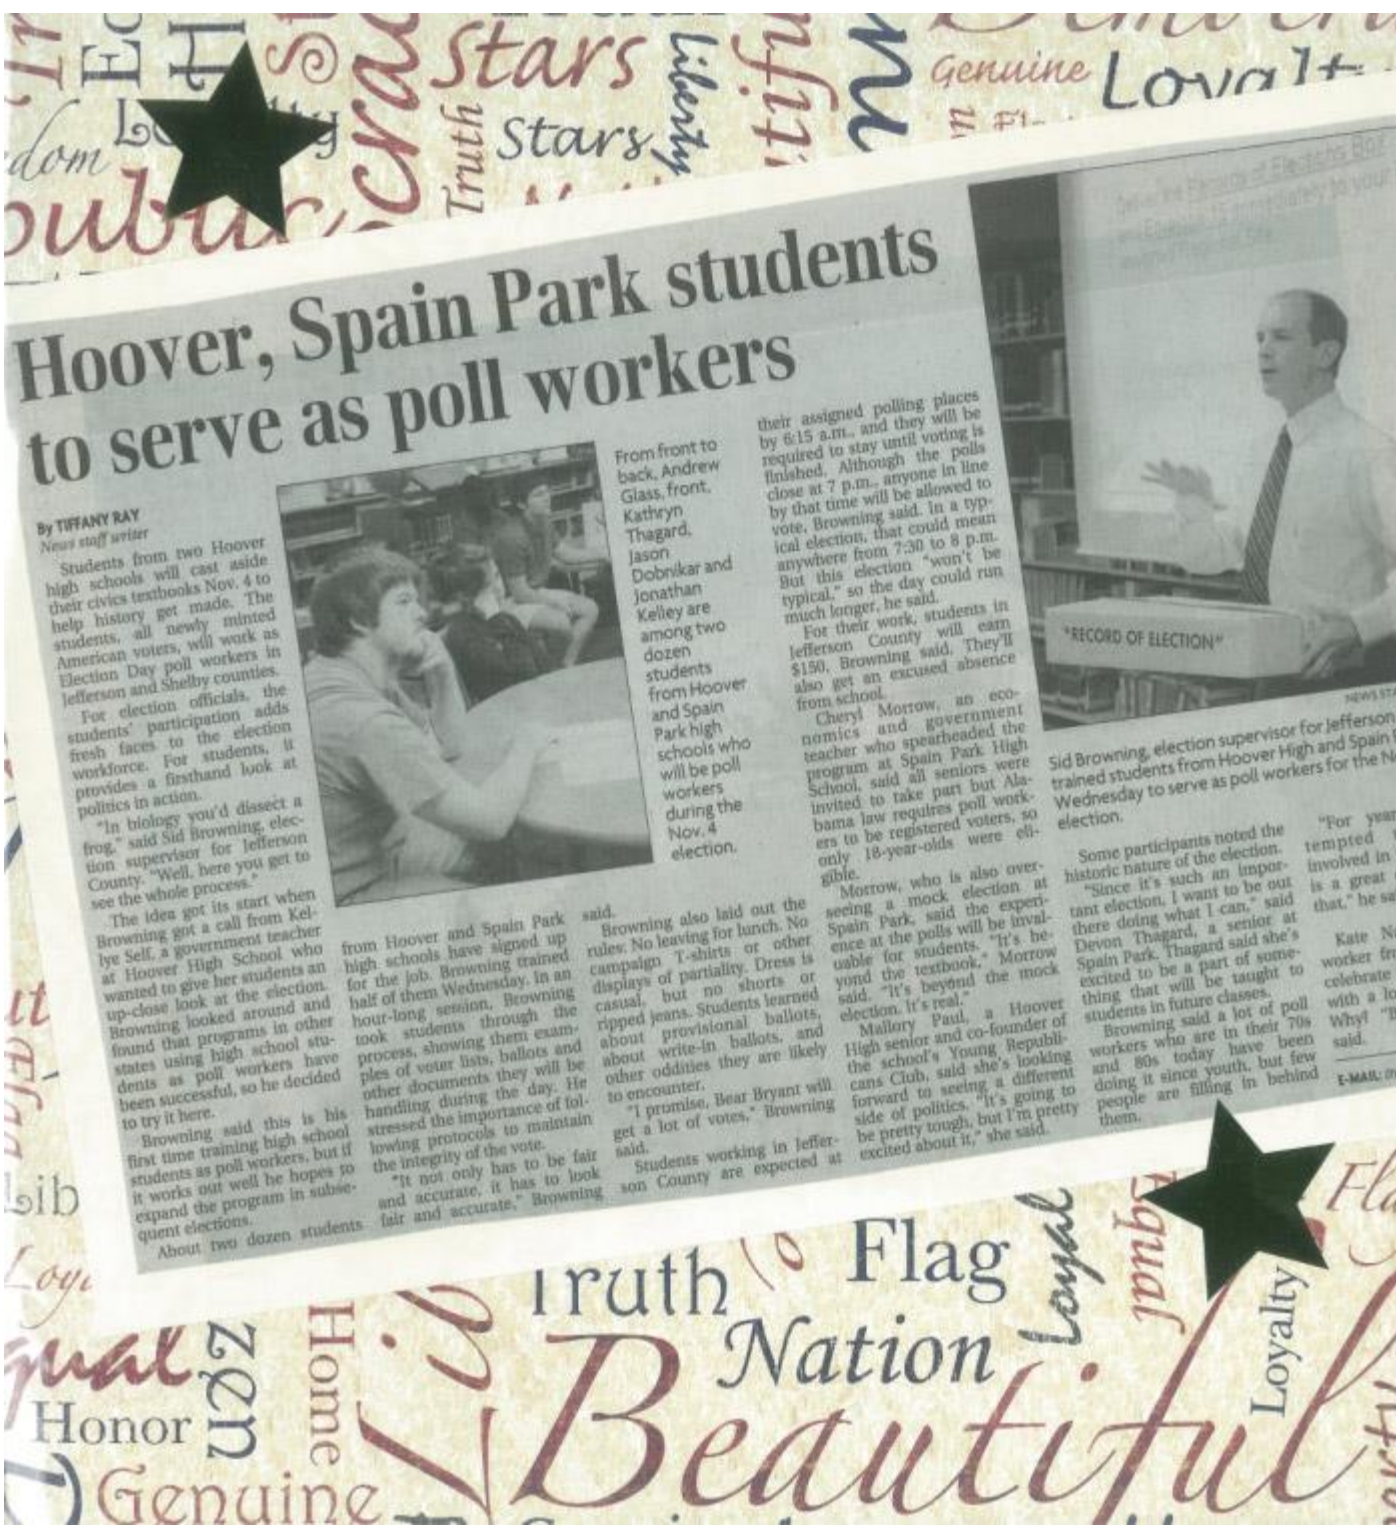 Stars
liberty
Genuine
Loyalty
Truth
Stars
Hoover, Spain Park students
to serve as poll workers
By TIFFANY RAY
News staff writer
Students from two Hoover
high schools will cast aside
their civics textbooks Nov. 4 to
help history get made. The
students, all newly minted
American voters, will work as
Election Day poll workers in
Jefferson and Shelby counties.
For election officials, the
students' participation adds
fresh faces to the election
workforce. For students, it
provides a firsthand look at
politics in action.
"In biology you'd dissect a
frog," said Sid Browning, elec-
tion supervisor for Jefferson
County. "Well, here you get to
see the whole process."
The idea got its start when
Browning got a call from Kel-
lye Self, a government teacher
at Hoover High School who
wanted to give her students an
up-close look at the election.
Browning looked around and
found that programs in other
states using high school stu-
dents as poll workers have
been successful, so he decided
to try it here.
Browning said this is his
first time training high school
students as poll workers, but if
it works out well he hopes to
expand the program in subse-
quent elections.
About two dozen students
from Hoover and Spain Park
high schools have signed up
for the job. Browning trained
half of them Wednesday. In an
hour-long session, Browning
took students through the
process, showing them exam-
ples of voter lists, ballots and
other documents they will be
handling during the day. He
stressed the importance of fol-
lowing protocols to maintain
the integrity of the vote.
"It not only has to be fair
and accurate, it has to look
fair and accurate," Browning
said.
Browning also laid out the
rules: No leaving for lunch. No
campaign T-shirts or other
displays of partiality. Dress is
casual, but no shorts or
ripped jeans. Students learned
about provisional ballots,
about write-in ballots, and
other oddities they are likely
to encounter.
"I promise, Bear Bryant will
get a lot of votes," Browning
said.
Students working in Jeffer-
son County are expected at
their assigned polling places
by 6:15 a.m., and they will be
required to stay until voting is
finished. Although the polls
close at 7 p.m., anyone in line
by that time will be allowed to
vote, Browning said. In a typ-
ical election, that could mean
anywhere from 7:30 to 8 p.m.
But this election "won't be
typical," so the day could run
much longer, he said.
For their work, students in
Jefferson County will earn
$150, Browning said. They'll
also get an excused absence
from school.
Cheryl Morrow, an eco-
nomics and government
teacher who spearheaded the
program at Spain Park High
School, said all seniors were
invited to take part but Ala-
bama law requires poll work-
ers to be registered voters, so
only 18-year-olds were eli-
gible.
Morrow, who is also over-
seeing a mock election at
Spain Park, said the experi-
ence at the polls will be inval-
uable for students. "It's be-
yond the textbook," Morrow
said. "It's beyond the mock
election. It's real."
Mallory Paul, a Hoover
High senior and co-founder of
the school's Young Republi-
cans Club, said she's looking
forward to seeing a different
side of politics. "It's going to
be pretty tough, but I'm pretty
excited about it," she said.
Some participants noted the
historic nature of the election.
"Since it's such an impor-
tant election, I want to be out
there doing what I can," said
Devon Thagard, a senior at
Spain Park. Thagard said she's
excited to be a part of some-
thing that will be taught to
students in future classes.
Browning said a lot of poll
workers who are in their 70s
and 80s today have been
doing it since youth, but few
people are filling in behind
them.
"For year
tempted
involved in
is a great
that," he sa
Kate
worker fr
celebrate
with a lo
Why? "B
said.
E-MAIL:
From front to
back, Andrew
Glass, front,
Kathryn
Thagard,
Jason
Dobnikar and
Jonathan
Kelley are
among two
dozen
students
from Hoover
and Spain
Park high
schools who
will be poll
workers
during the
Nov. 4
election.
"RECORD OF ELECTION"
NEWS ST
Sid Browning, election supervisor for Jefferson
trained students from Hoover High and Spain
Wednesday to serve as poll workers for the N
election.
Lib
Truth
Flag
Loyal
Equal
Nation
Home
Honor
Loyalty
Beautiful
Genuine